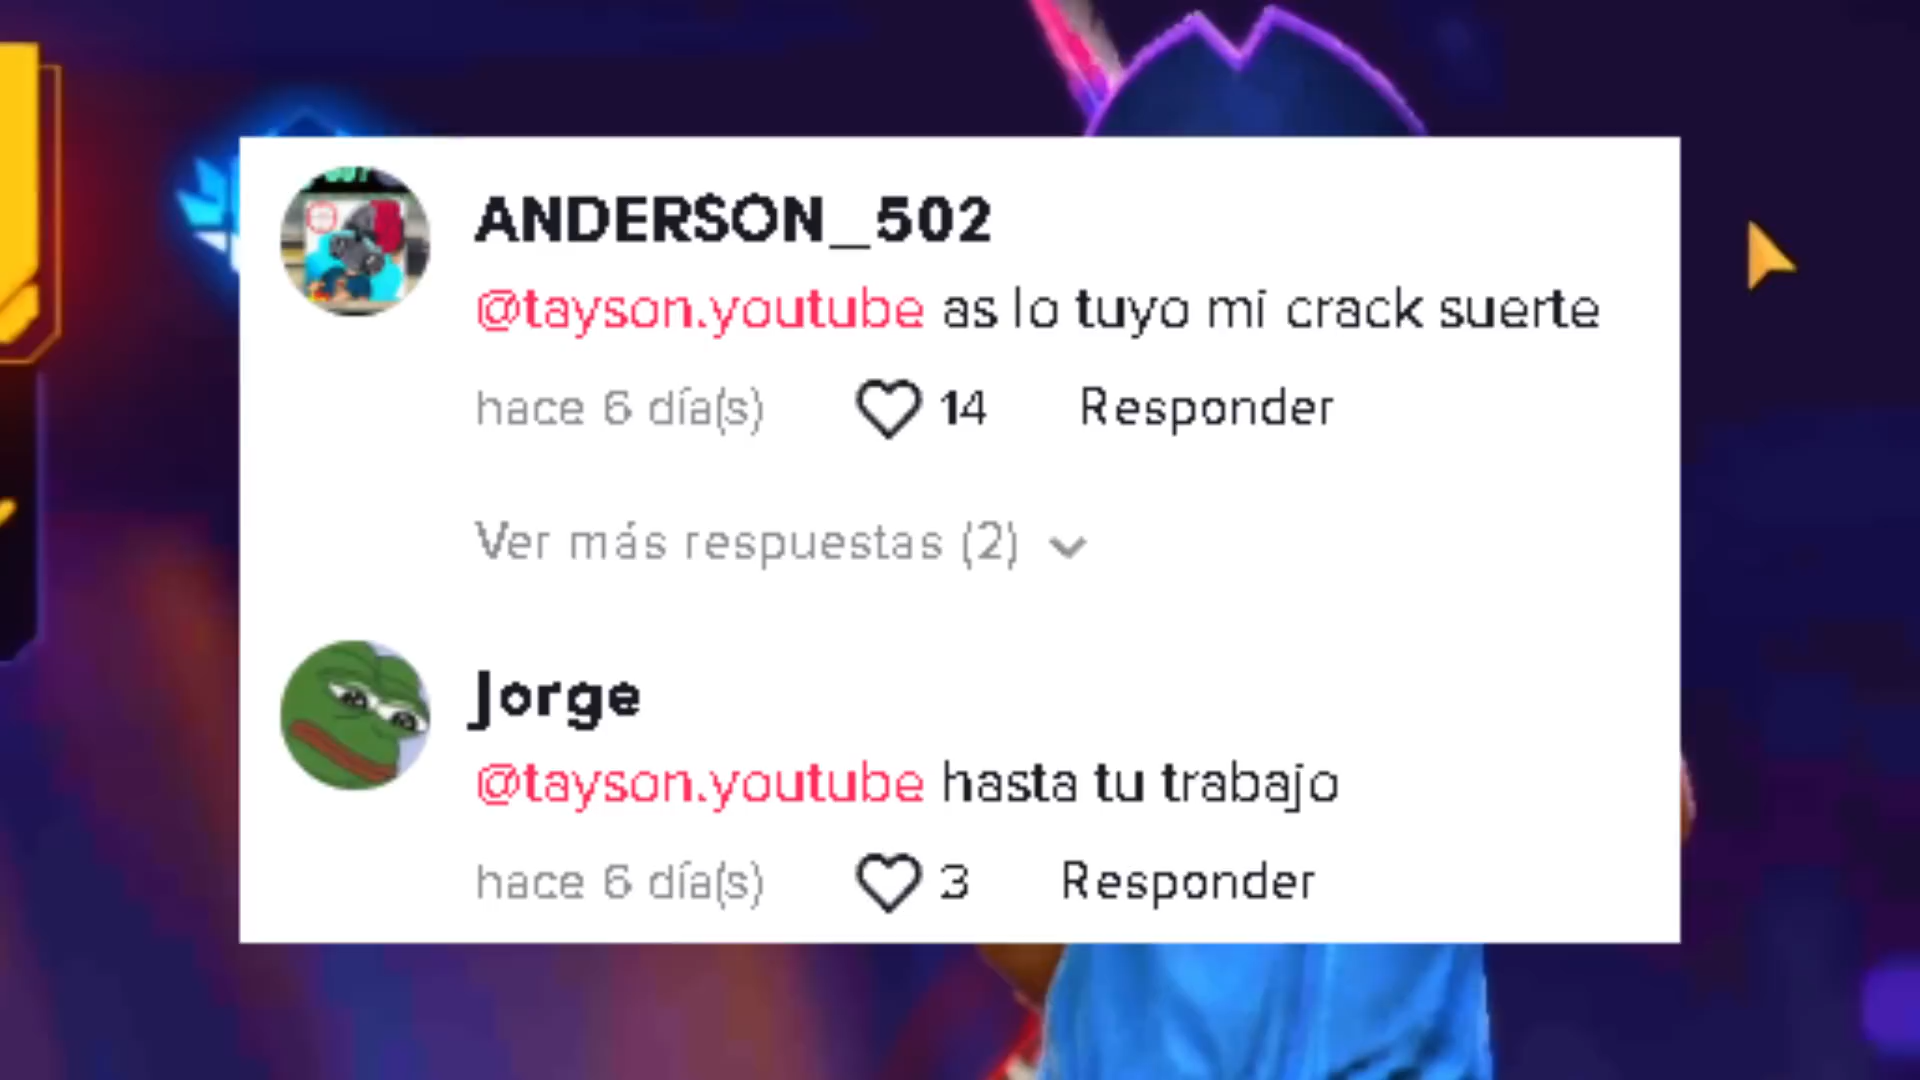 ANDERSON_502
@tayson.youtube as lo tuyo mi crack suerte
hace 6 día(s) 14 Responder
Ver más respuestas (2)
Jorge
@tayson.youtube hasta tu trabajo
hace 6 día(s) 3 Responder